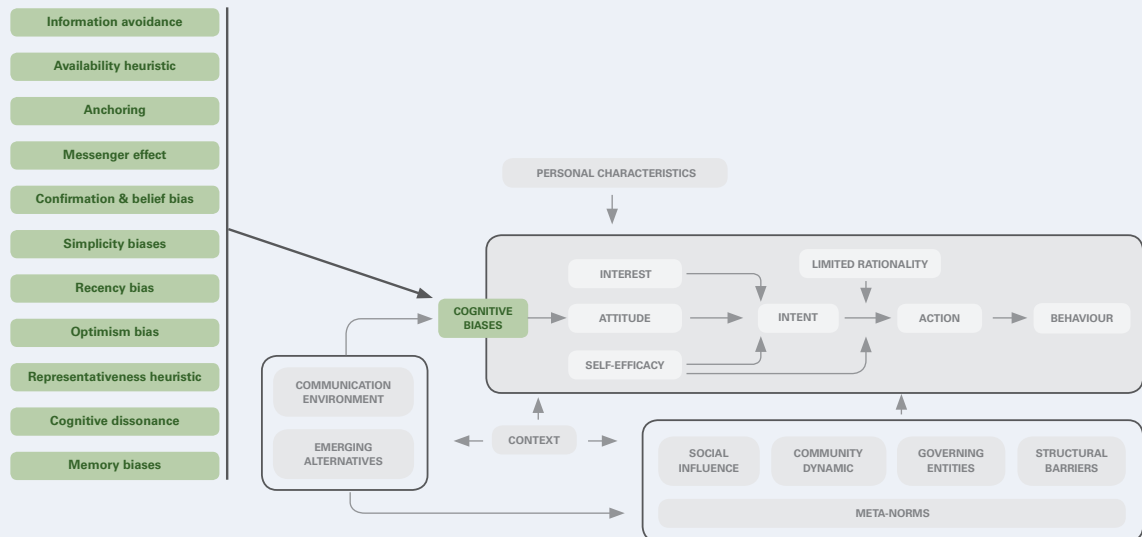 Information avoidance
Availability heuristic
Anchoring
Messenger effect
Confirmation & belief bias
Simplicity biases
Recency bias
Optimism bias
Representativeness heuristic
Cognitive dissonance
Memory biases
PERSONAL CHARACTERISTICS
COGNITIVE
BIASES
INTEREST
ATTITUDE
SELF-EFFICACY
INTENT
LIMITED RATIONALITY
ACTION
BEHAVIOUR
COMMUNICATION
ENVIRONMENT
EMERGING
ALTERNATIVES
CONTEXT
SOCIAL
INFLUENCE
COMMUNITY
DYNAMIC
GOVERNING
ENTITIES
STRUCTURAL
BARRIERS
META-NORMS